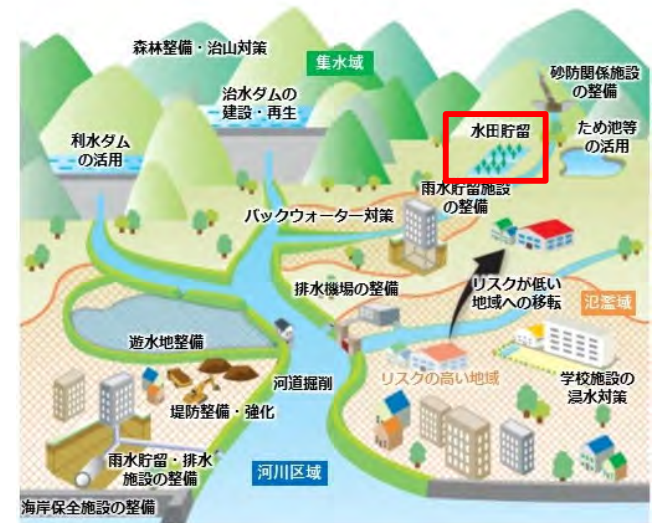 森林整備・治山対策
集水域
砂防関係施設
の整備
治水ダムの
建設・再生
水田貯留
ため池等
の活用
利水ダム
の活用
雨水貯留施設
の整備
バックウォーター対策
排水機場の整備
リスクが低い
地域への移転
氾濫域
遊水地整備
河道掘削
リスクの高い地域
学校施設の
浸水対策
堤防整備・強化
雨水貯留・排水
施設の整備
河川区域
海岸保全施設の整備